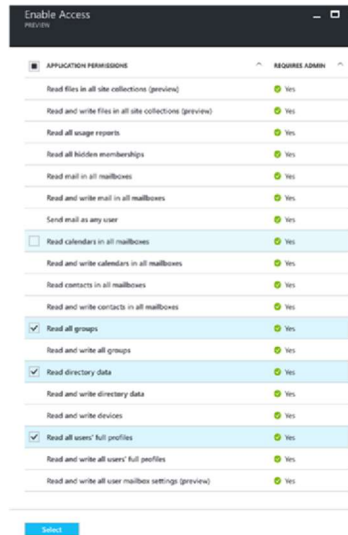 Enable Access
PREVIEW
APPLICATION PERMISSIONS REQUIRES ADMIN
Read files in all site collections (preview) Yes
Read and write files in all site collections (preview) Yes
Read all usage reports Yes
Read all hidden memberships Yes
Read mail in all mailboxes Yes
Read and write mail in all mailboxes Yes
Send mail as any user Yes
Read calendars in all mailboxes Yes
Read and write calendars in all mailboxes Yes
Read contacts in all mailboxes Yes
Read and write contacts in all mailboxes Yes
Read all groups Yes
Read and write all groups Yes
Read directory data Yes
Read and write directory data Yes
Read and write devices Yes
Read all users' full profiles Yes
Read and write all users' full profiles Yes
Read and write all user mailbox settings (preview) Yes
Select